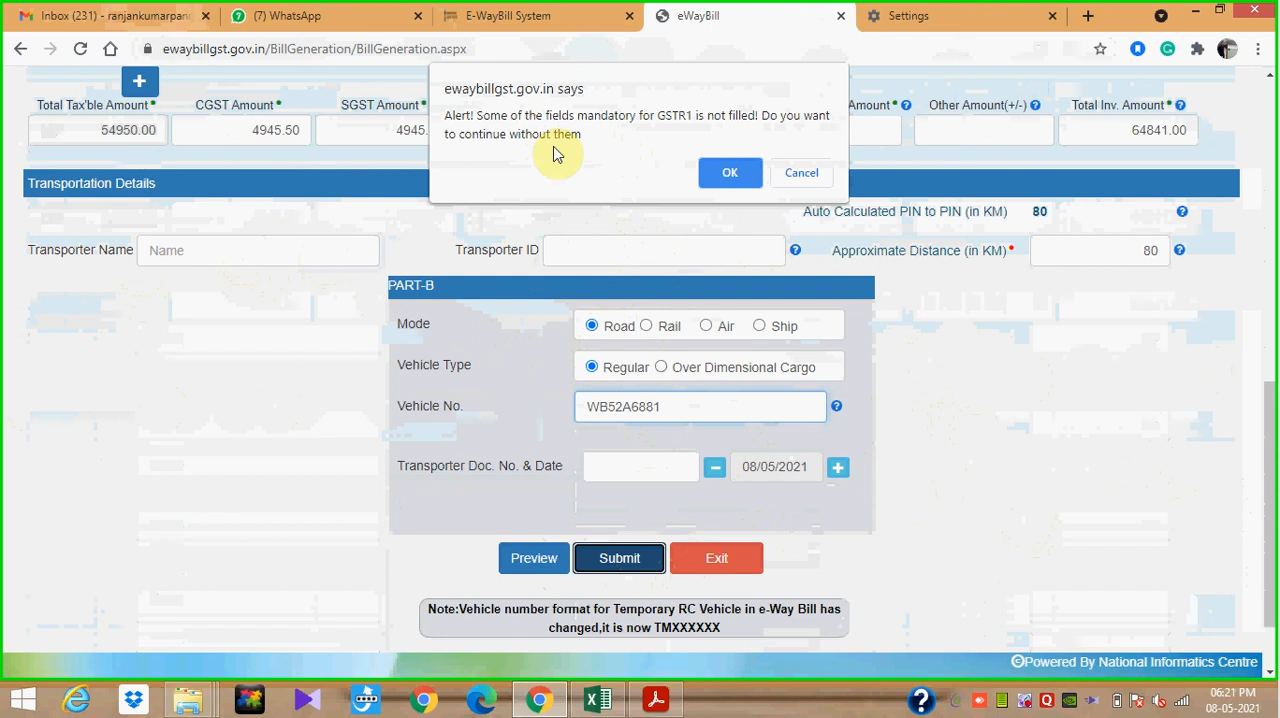 Inbox (231) - ranjankumarpan
(7) WhatsApp
E-WayBill System
eWayBill
Settings
ewaybillgst.gov.in/BillGeneration/BillGeneration.aspx
ewaybillgst.gov.in says
Alert! Some of the fields mandatory for GSTR1 is not filled! Do you want
to continue without them
OK Cancel
+
Total Tax'ble Amount* CGST Amount* SGST Amount* Amount* Other Amount(+/-) Total Inv. Amount*
54950.00 4945.50 4945. 64841.00
Transportation Details
Auto Calculated PIN to PIN (in KM) 80
Transporter Name Name Transporter ID Approximate Distance (in KM)* 80
PART-B
Mode Road Rail Air Ship
Vehicle Type Regular Over Dimensional Cargo
Vehicle No. WB52A6881
Transporter Doc. No. & Date 08/05/2021
Preview Submit Exit
Note:Vehicle number format for Temporary RC Vehicle in e-Way Bill has
changed,it is now TMXXXXXX
©Powered By National Informatics Centre
06:21 PM
08-05-2021